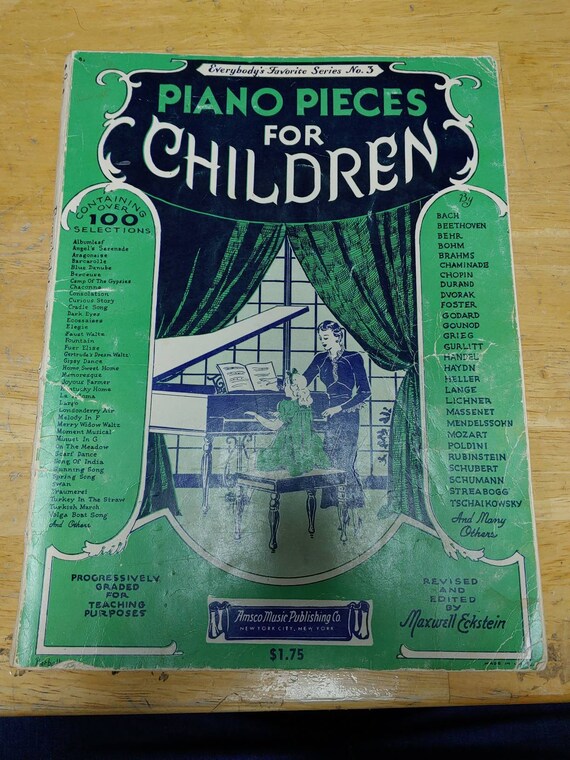 Everybody's Favorite Series No. 3
PIANO PIECES
FOR
CHILDREN
CONTAINING
OVER
100
SELECTIONS
Albumleaf
Angel's Serenade
Aragonaise
Barcarolle
Blue Danube
Berceuse
Camp Of The Gypsies
Chaconne
Consolation
Curious Story
Cradle Song
Dark Eyes
Ecossaises
Elegie
Faust Waltz
Fountain
Fuer Elise
Gertrude's Dream Waltz
Gipsy Dance
Home Sweet Home
Humoresque
Joyous Farmer
Kentucky Home
La
Largo
Londonderry Air
Melody In F
Merry Widow Waltz
Moment Musical
Minuet In G
On The Meadow
Scarf Dance
Song Of India
Spinning Song
Spring Song
Swan
Traumerei
Turkey In The Straw
Turkish March
Volga Boat Song
And Others
By
BACH
BEETHOVEN
BEHR
BOHM
BRAHMS
CHAMINADE
CHOPIN
DURAND
DVORAK
FOSTER
GODARD
GOUNOD
GRIEG
GURLITT
HANDEL
HAYDN
HELLER
LANGE
LICHNER
MASSENET
MENDELSSOHN
MOZART
POLDINI
RUBINSTEIN
SCHUBERT
SCHUMANN
STREABOGG
TSCHAIKOWSKY
And Many
Others
PROGRESSIVELY
GRADED
FOR
TEACHING
PURPOSES
REVISED
AND
EDITED
BY
Maxwell Eckstein
Amsco Music Publishing Co.
NEW YORK CITY, NEW YORK
$1.75
MADE IN